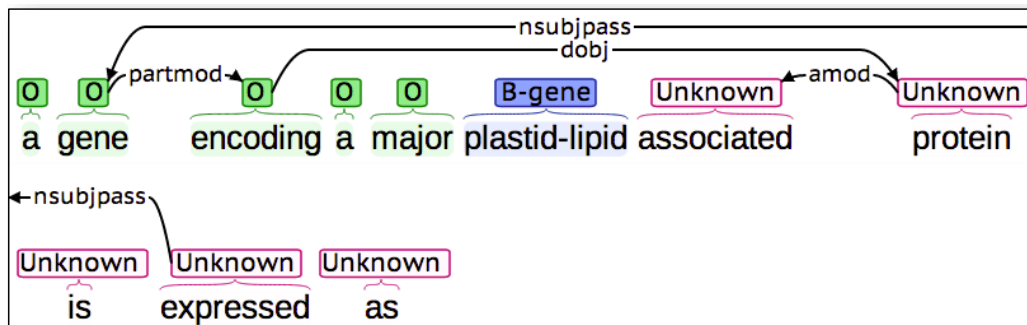 nsubjpass
dobj
partmod amod
O O O O O B-gene Unknown Unknown
a gene encoding a major plastid-lipid associated protein
nsubjpass
Unknown Unknown Unknown
is expressed as